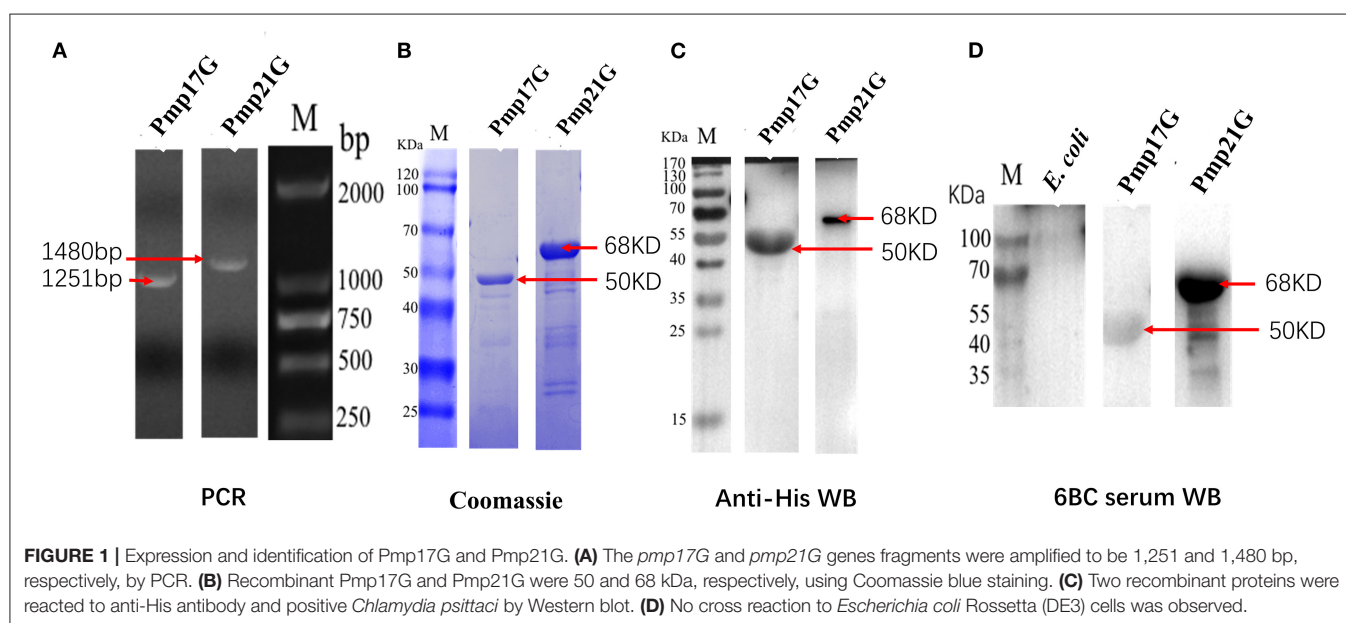 A
Pmp17G
Pmp21G
M
bp
2000
1480bp
1251bp
1000
750
500
250
PCR
B
Pmp17G
Pmp21G
KDa
M
120
100
70
68KD
50
50KD
40
30
25
Coomassie
C
Pmp17G
Pmp21G
KDa
M
170
130
100
70
68KD
55
50KD
40
35
25
15
Anti-His WB
D
M
E. coli
Pmp17G
Pmp21G
KDa
100
70
68KD
55
50KD
40
35
6BC serum WB
FIGURE 1 | Expression and identification of Pmp17G and Pmp21G. (A) The pmp17G and pmp21G genes fragments were amplified to be 1,251 and 1,480 bp,
respectively, by PCR. (B) Recombinant Pmp17G and Pmp21G were 50 and 68 kDa, respectively, using Coomassie blue staining. (C) Two recombinant proteins were
reacted to anti-His antibody and positive Chlamydia psittaci by Western blot. (D) No cross reaction to Escherichia coli Rossetta (DE3) cells was observed.